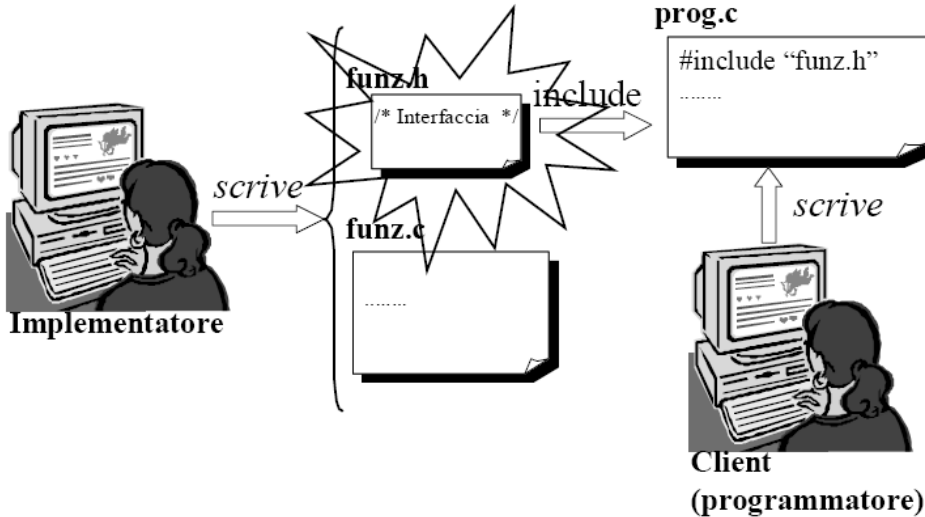 prog.c
#include “funz.h”
........
funz.h
/* Interfaccia */
include
scrive
funz.c
........
scrive
Implementatore
Client
(programmatore)